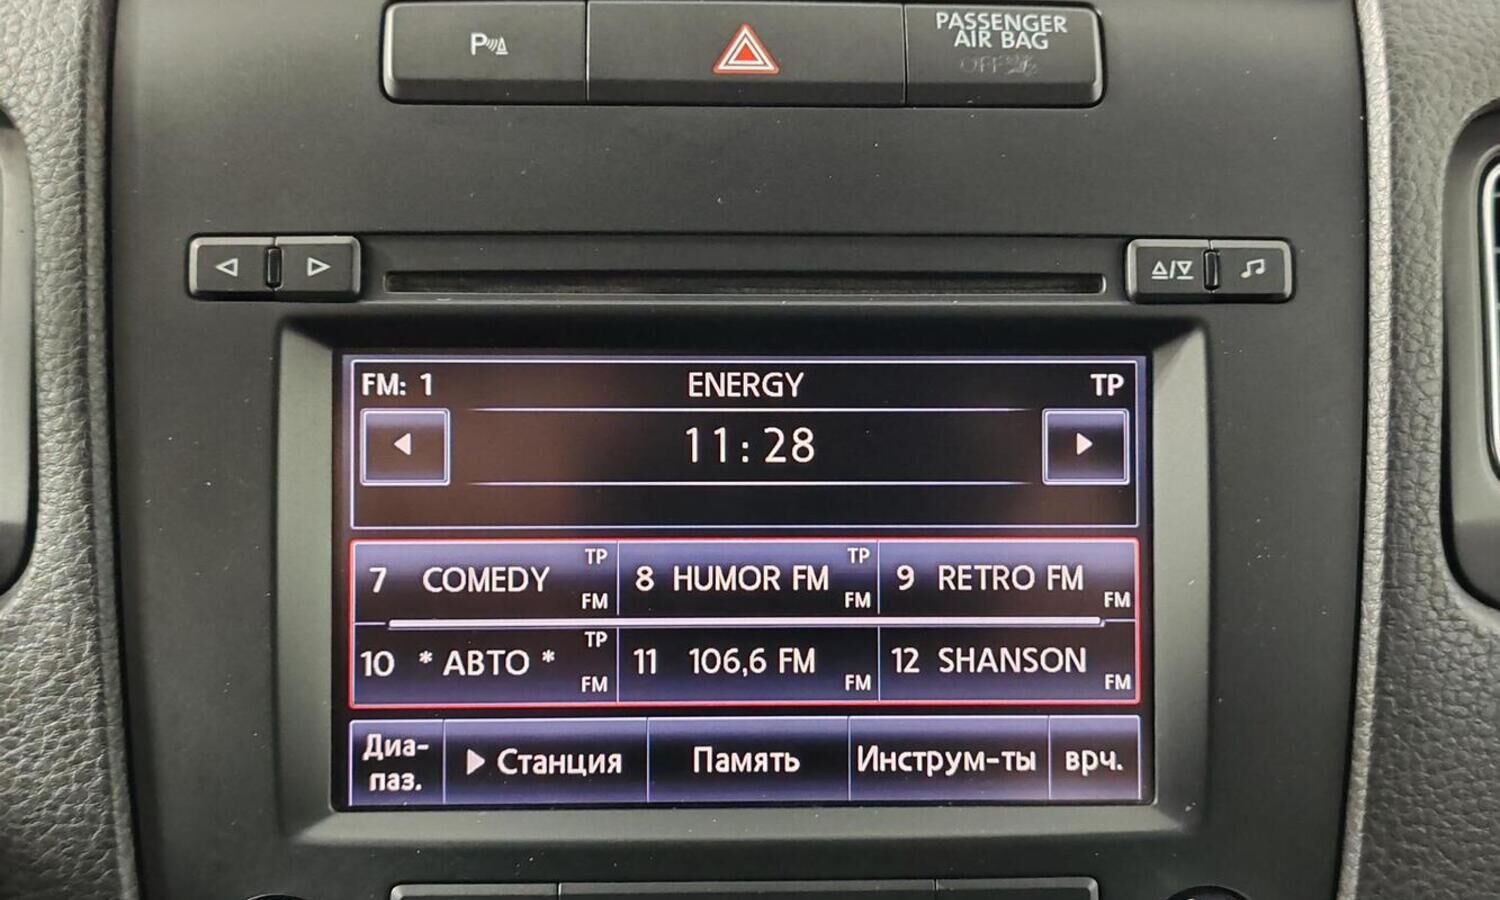 P
PASSENGER
AIR BAG
OFF
FM: 1 ENERGY TP
11:28
7 COMEDY TP FM
8 HUMOR FM TP FM
9 RETRO FM FM
10 * АВТО * TP FM
11 106,6 FM FM
12 SHANSON FM
Диа-
паз.
Станция
Память
Инструм-ты
врч.